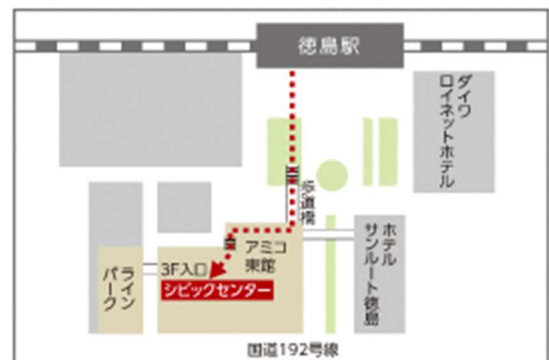 徳島駅
ダイワ
ロイネットホテル
歩道橋
アミコ
東館
ホテル
サンルート徳島
3F入口
シビックセンター
ライン
パーク
国道192号線